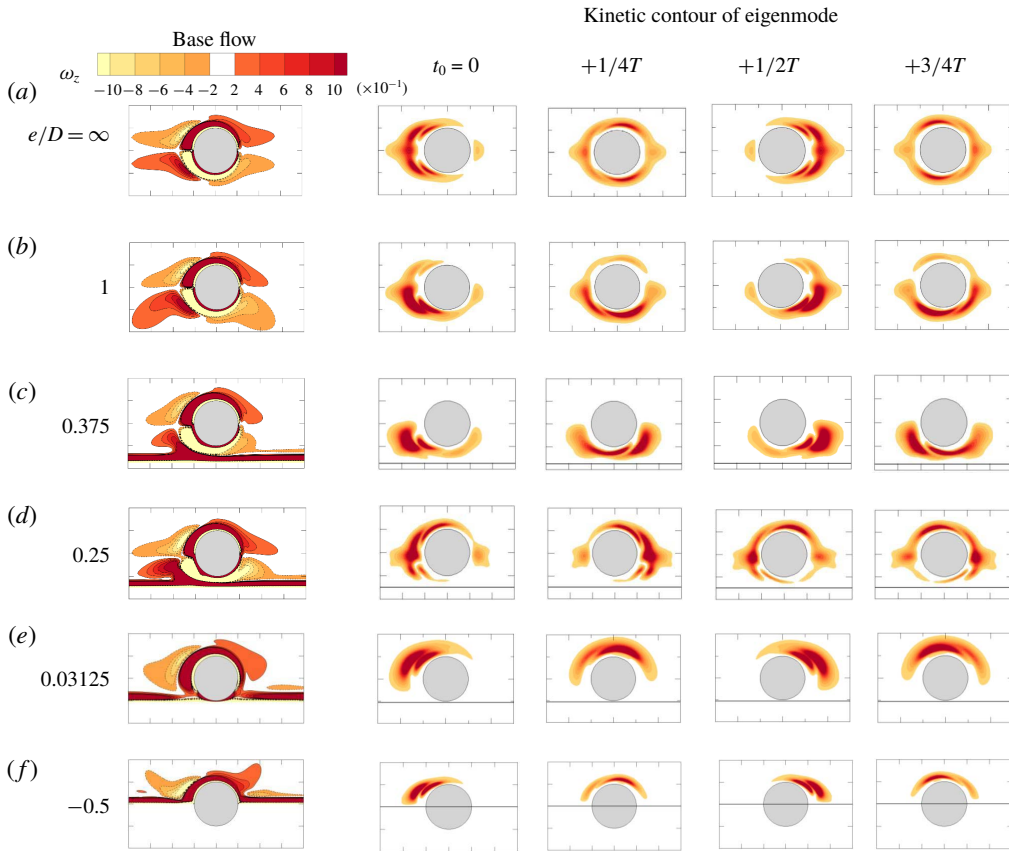 Kinetic contour of eigenmode
Base flow
ω_z
−10 −8 −6 −4 −2 2 4 6 8 10 (×10⁻¹)
t₀ = 0 +1/4T +1/2T +3/4T
(a)
e/D = ∞
(b)
1
(c)
0.375
(d)
0.25
(e)
0.03125
(f)
−0.5